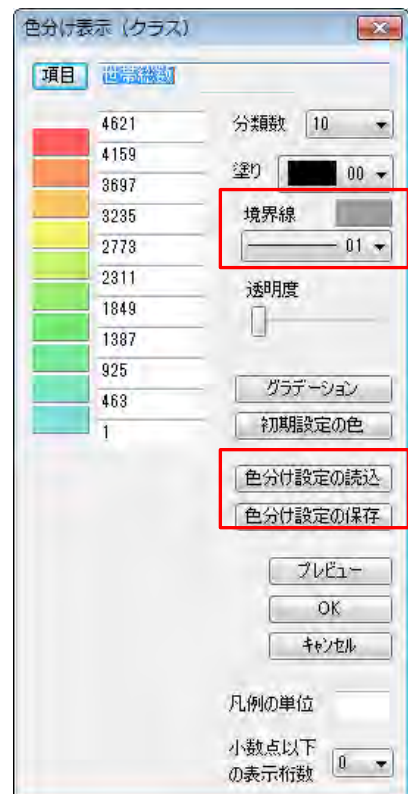 色分け表示 (クラス)
項目 世帯総数
4621
4159
3697
3235
2773
2311
1849
1387
925
463
1
分類数 10
塗り 00
境界線
01
透明度
グラデーション
初期設定の色
色分け設定の読込
色分け設定の保存
プレビュー
OK
キャンセル
凡例の単位
小数点以下
の表示桁数 0